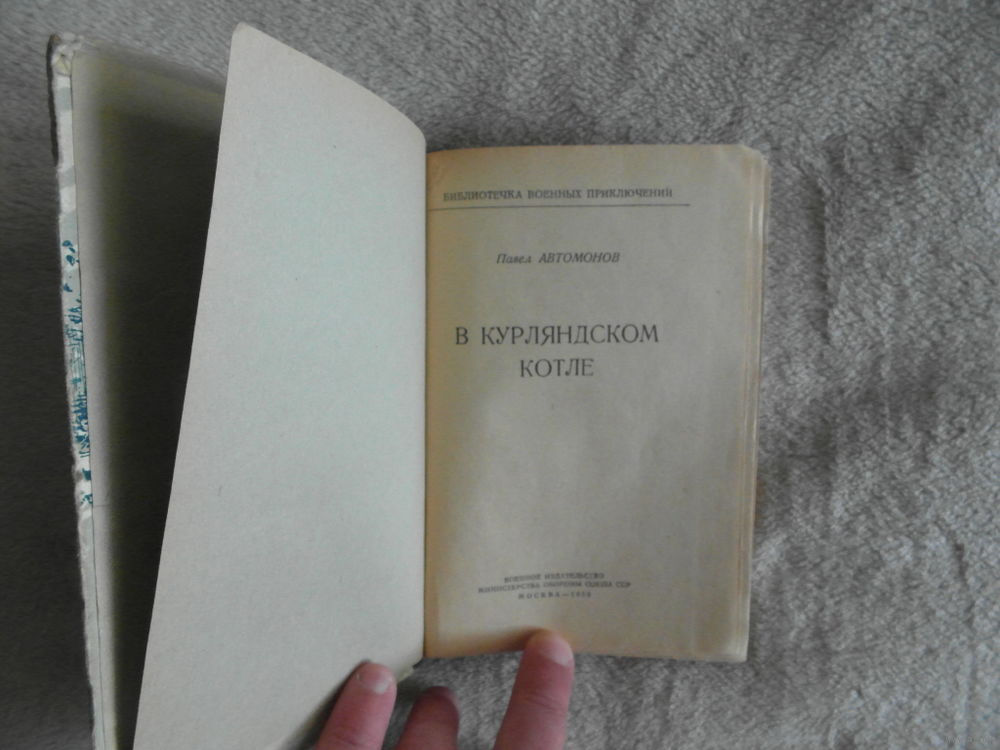 БИБЛИОТЕЧКА ВОЕННЫХ ПРИКЛЮЧЕНИЙ
Павел АВТОМОНОВ
В КУРЛЯНДСКОМ
КОТЛЕ
ВОЕННОЕ ИЗДАТЕЛЬСТВО
МИНИСТЕРСТВА ОБОРОНЫ СОЮЗА ССР
МОСКВА—